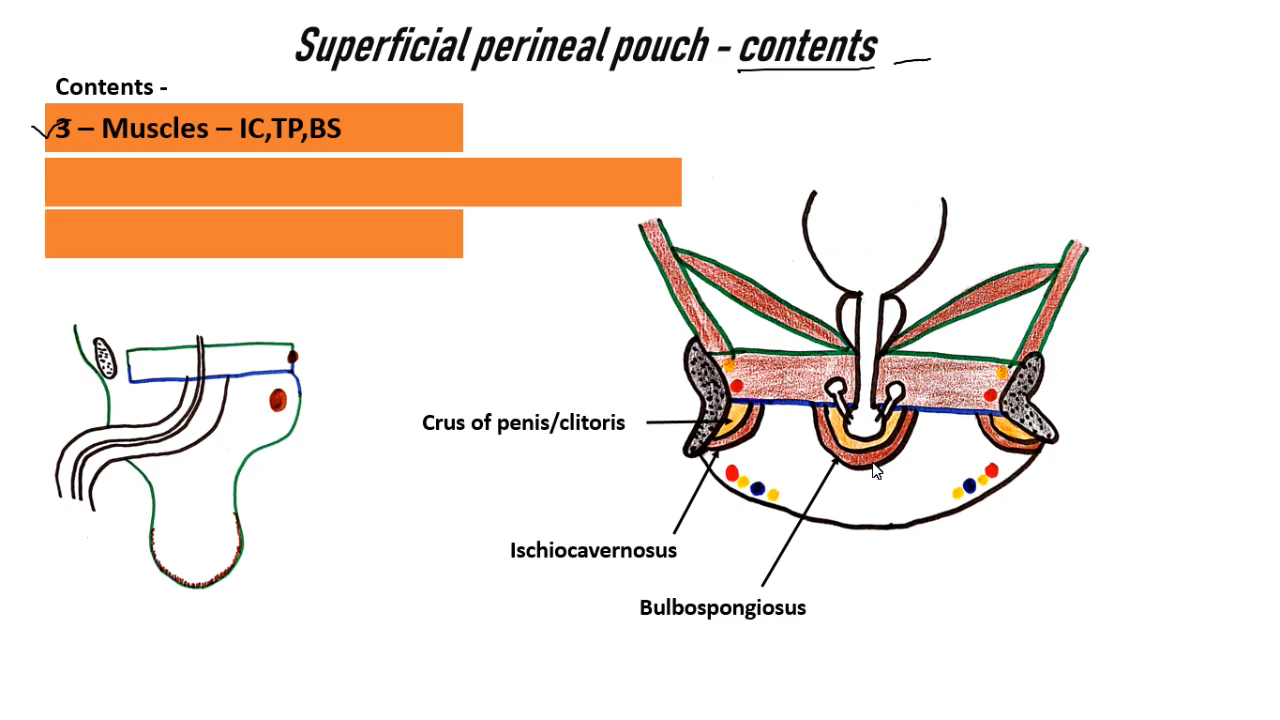 Superficial perineal pouch - contents
Contents -
3 – Muscles – IC,TP,BS
Crus of penis/clitoris
Ischiocavernosus
Bulbospongiosus